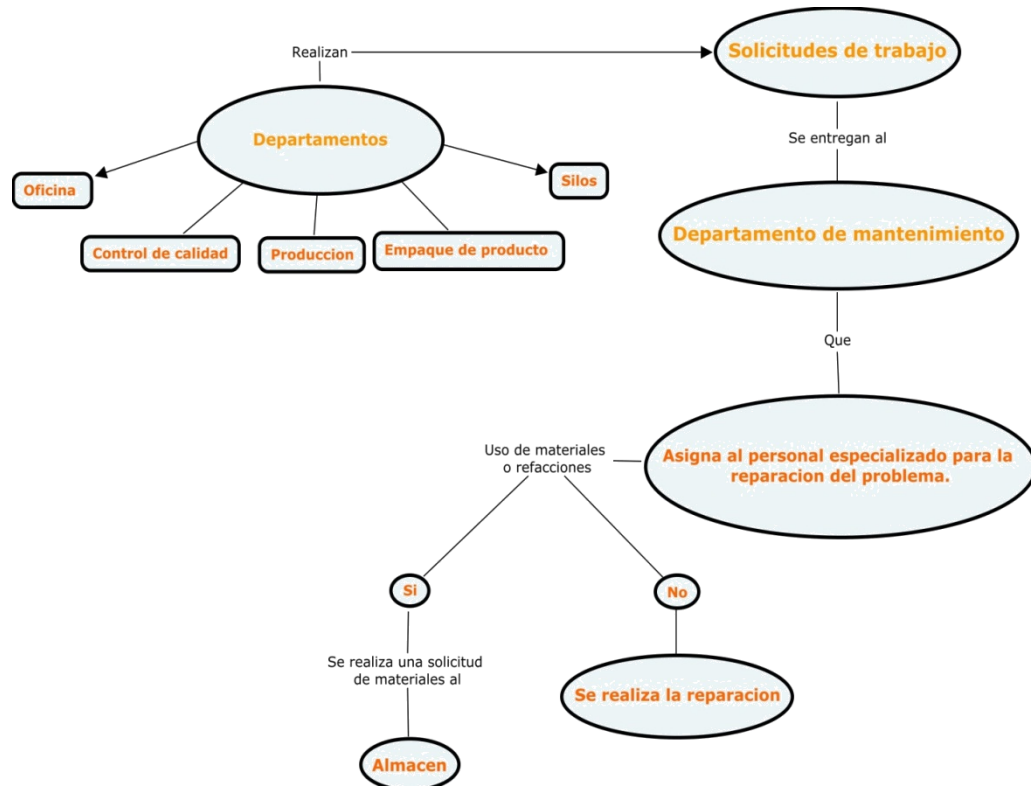 Realizan
Solicitudes de trabajo
Departamentos
Se entregan al
Oficina
Silos
Control de calidad
Produccion
Empaque de producto
Departamento de mantenimiento
Que
Uso de materiales
o refacciones
Asigna al personal especializado para la
reparacion del problema.
Si
No
Se realiza una solicitud
de materiales al
Se realiza la reparacion
Almacen